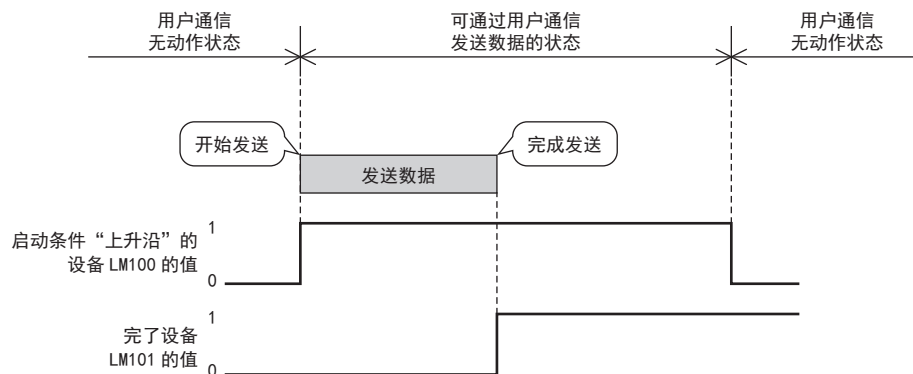 用户通信
无动作状态
可通过用户通信
发送数据的状态
用户通信
无动作状态
开始发送
完成发送
发送数据
启动条件“上升沿”的
设备 LM100 的值
1
0
完了设备
LM101 的值
1
0